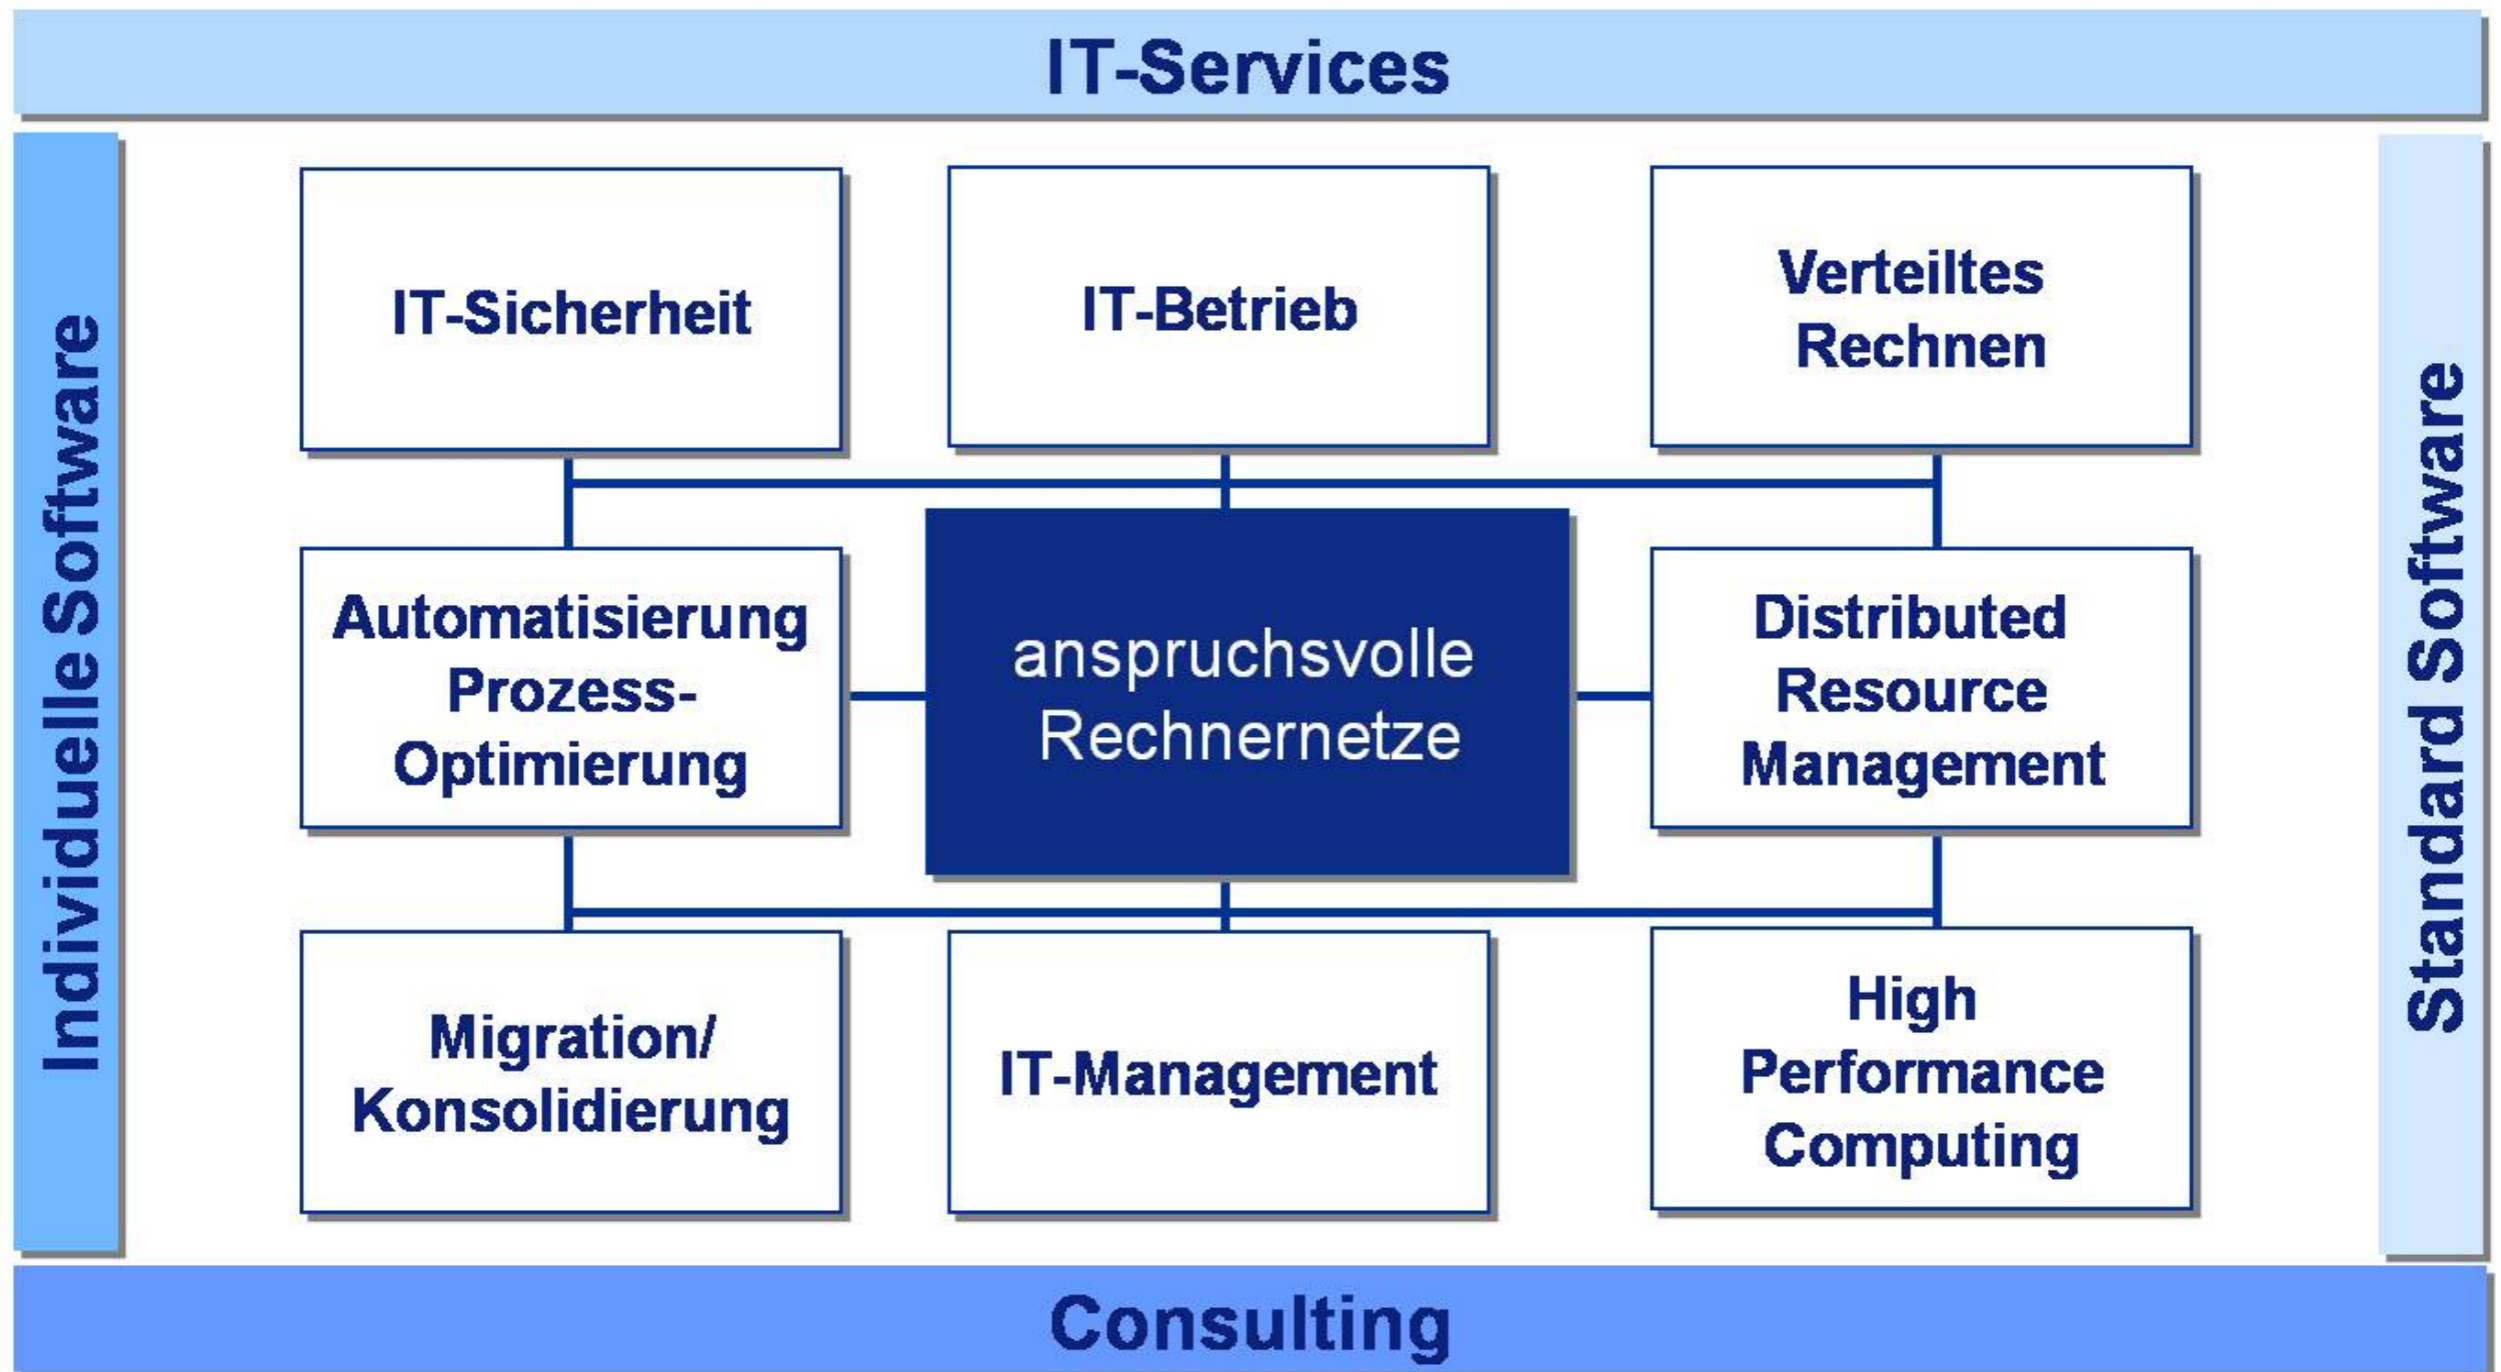 IT-Services
Individuelle Software
IT-Sicherheit
IT-Betrieb
Verteiltes
Rechnen
Automatisierung
Prozess-
Optimierung
anspruchsvolle
Rechnernetze
Distributed
Resource
Management
Migration/
Konsolidierung
IT-Management
High
Performance
Computing
Standard Software
Consulting